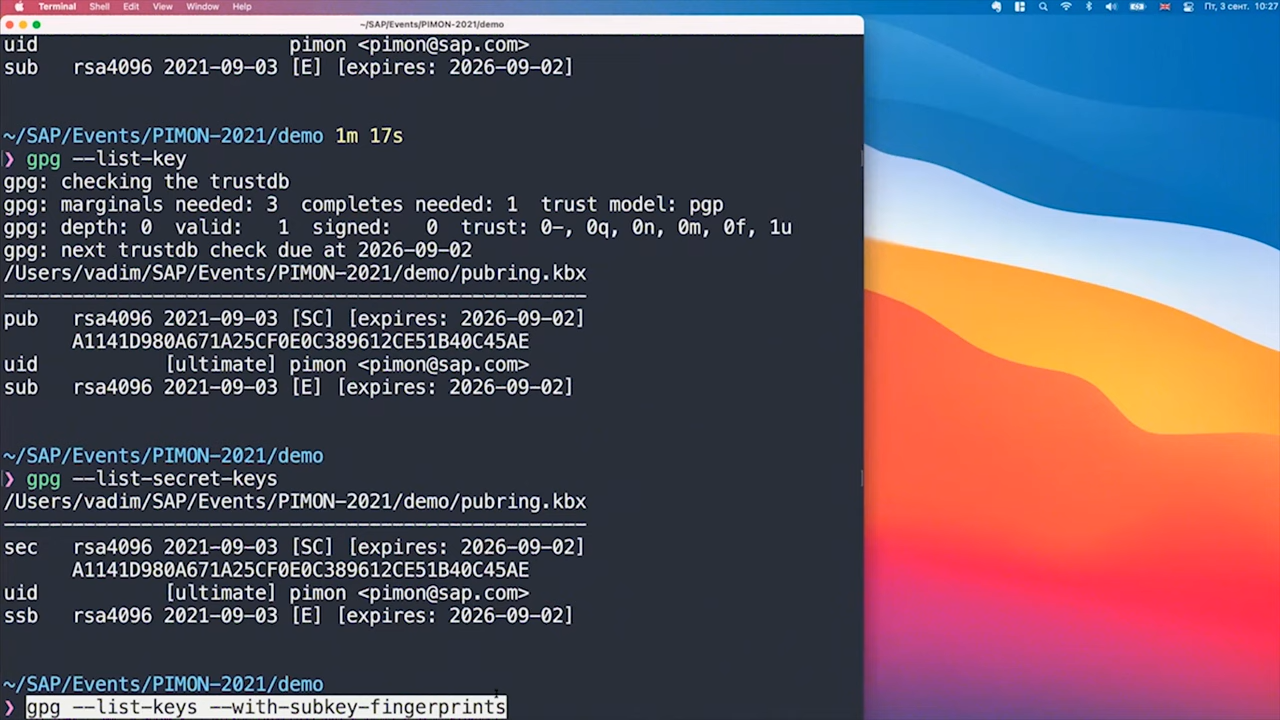 Terminal Shell Edit View Window Help Пт, 3 сент. 10:27
~/SAP/Events/PIMON-2021/demo
uid pimon <pimon@sap.com>
sub rsa4096 2021-09-03 [E] [expires: 2026-09-02]
~/SAP/Events/PIMON-2021/demo 1m 17s
❯ gpg --list-key
gpg: checking the trustdb
gpg: marginals needed: 3 completes needed: 1 trust model: pgp
gpg: depth: 0 valid: 1 signed: 0 trust: 0-, 0q, 0n, 0m, 0f, 1u
gpg: next trustdb check due at 2026-09-02
/Users/vadim/SAP/Events/PIMON-2021/demo/pubring.kbx
---------------------------------------------------
pub rsa4096 2021-09-03 [SC] [expires: 2026-09-02]
A1141D980A671A25CF0E0C389612CE51B40C45AE
uid [ultimate] pimon <pimon@sap.com>
sub rsa4096 2021-09-03 [E] [expires: 2026-09-02]
~/SAP/Events/PIMON-2021/demo
❯ gpg --list-secret-keys
/Users/vadim/SAP/Events/PIMON-2021/demo/pubring.kbx
---------------------------------------------------
sec rsa4096 2021-09-03 [SC] [expires: 2026-09-02]
A1141D980A671A25CF0E0C389612CE51B40C45AE
uid [ultimate] pimon <pimon@sap.com>
ssb rsa4096 2021-09-03 [E] [expires: 2026-09-02]
~/SAP/Events/PIMON-2021/demo
❯ gpg --list-keys --with-subkey-fingerprints